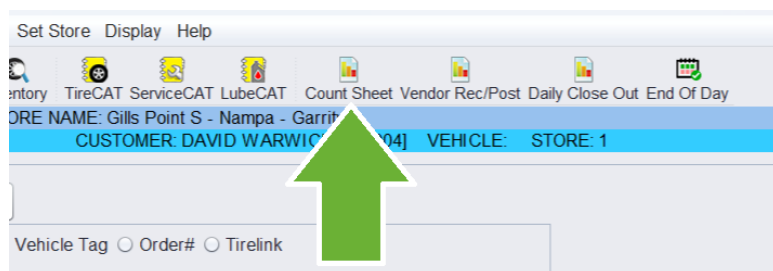 Set Store Display Help
entory TireCAT ServiceCAT LubeCAT Count Sheet Vendor Rec/Post Daily Close Out End Of Day
ORE NAME: Gills Point S - Nampa - Garrit
CUSTOMER: DAVID WARWIC 04] VEHICLE: STORE: 1
Vehicle Tag Order# Tirelink